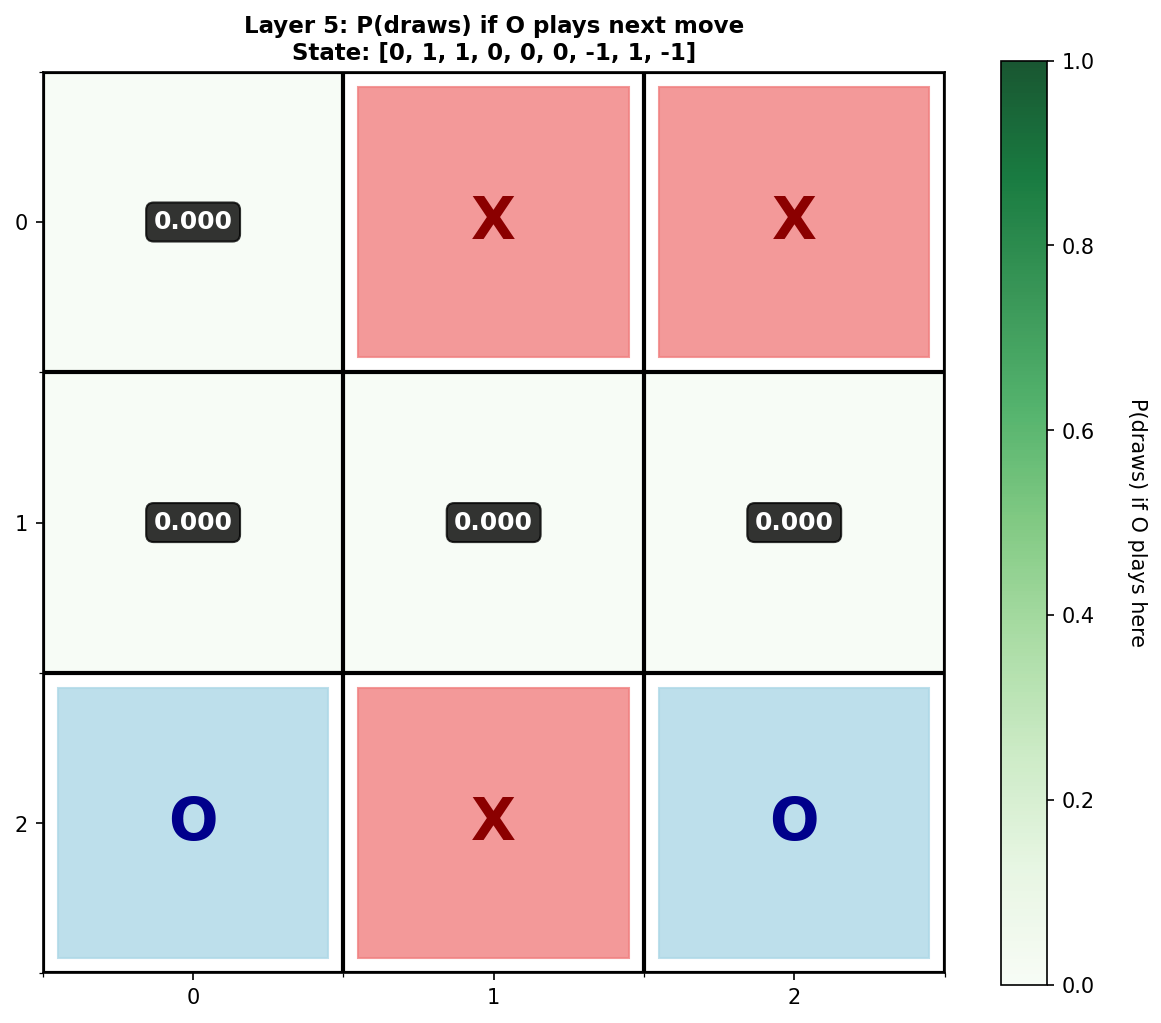 Layer 5: P(draws) if O plays next move
State: [0, 1, 1, 0, 0, 0, -1, 1, -1]
0
0.000
X
X
1
0.000
0.000
0.000
2
O
X
O
0
1
2
1.0
0.8
0.6
0.4
0.2
0.0
P(draws) if O plays here